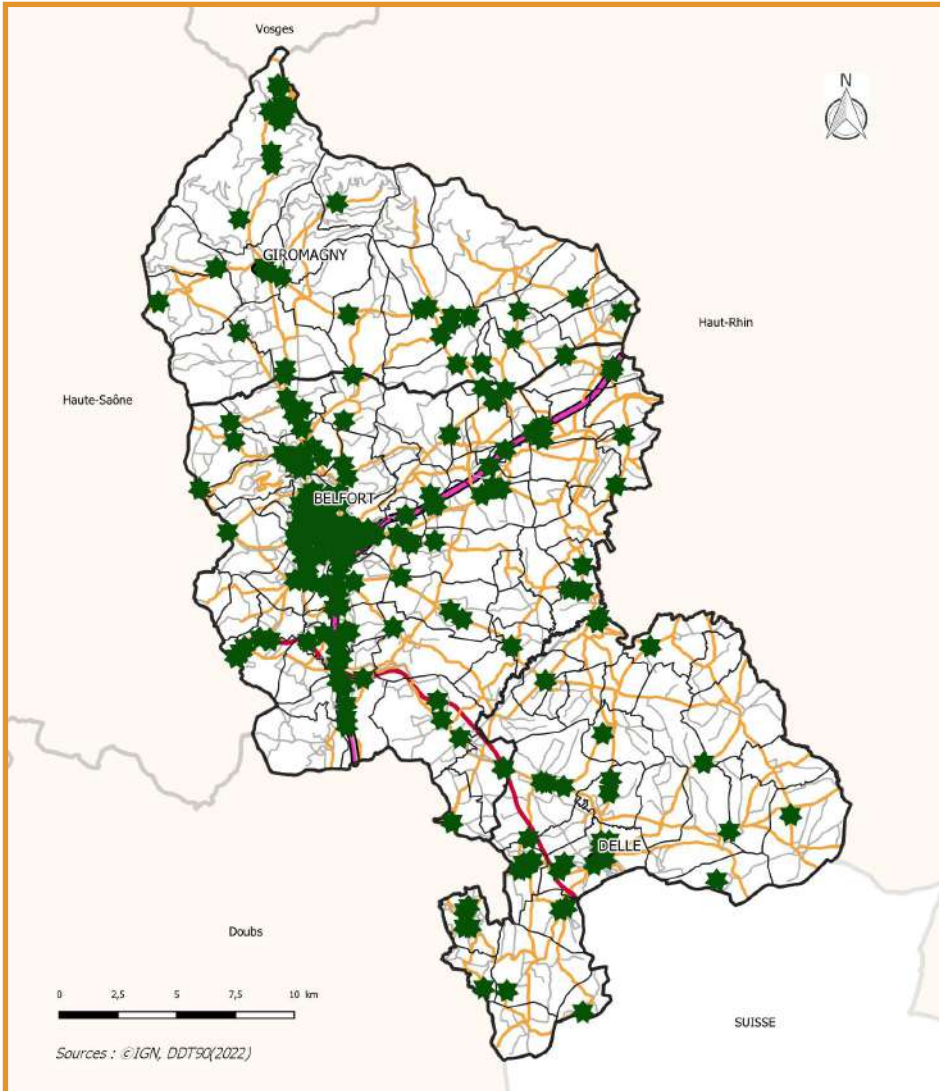 Vosges
N
GIROMAGNY
Haut-Rhin
Haute-Saône
BELFORT
DELLE
Doubs
0 2,5 5 7,5 10 km
SUISSE
Sources : ©IGN, DDT90(2022)